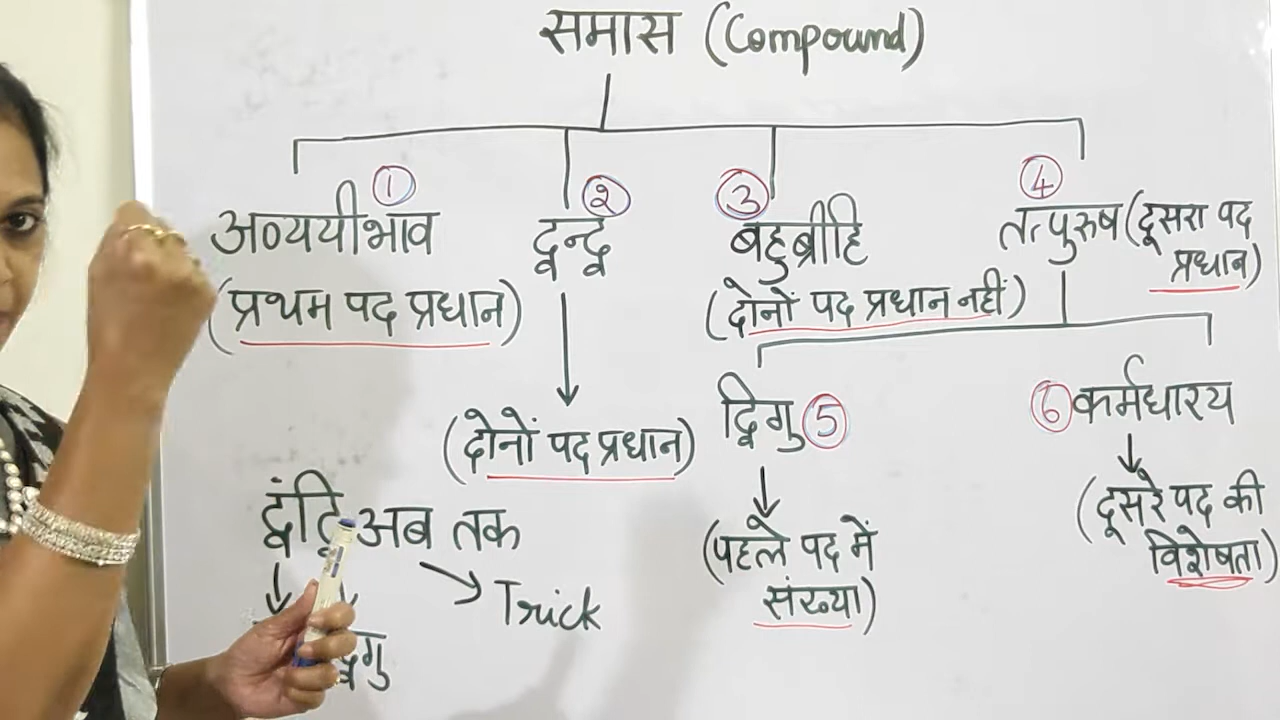 समास (Compound)
① ② ③ ④
अव्ययीभाव द्वन्द्व बहुब्रीहि तत्पुरुष (दूसरा पद
प्रधान)
(प्रथम पद प्रधान) (दोनों पद प्रधान नहीं)
द्विगु ⑤ ⑥ कर्मधारय
(दोनों पद प्रधान)
(पहले पद में
संख्या)
(दूसरे पद की
विशेषता)
द्वंद्वि अब तक
Trick